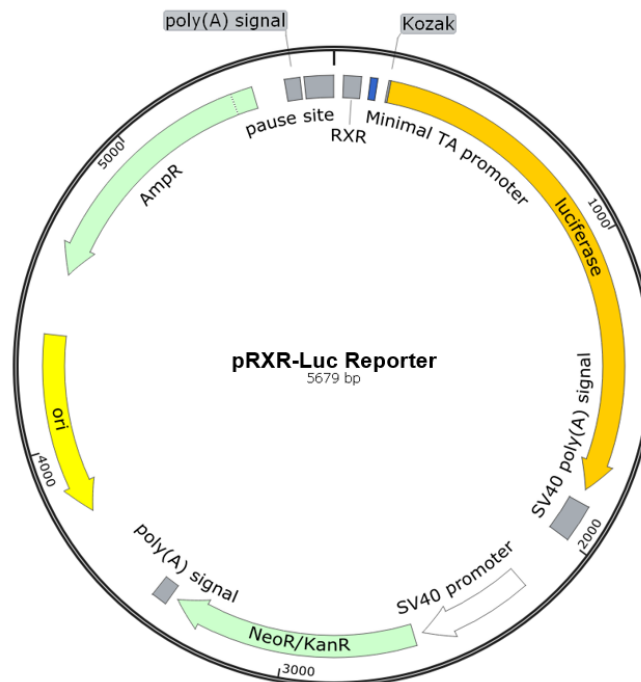 poly(A) signal
Kozak
pause site
RXR
Minimal TA promoter
luciferase
1000
SV40 poly(A) signal
2000
SV40 promoter
NeoR/KanR
3000
poly(A) signal
ori
4000
AmpR
5000
pRXR-Luc Reporter
5679 bp